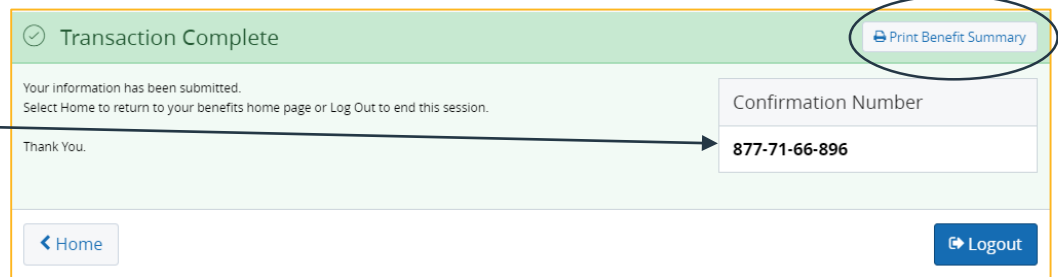 Transaction Complete
Print Benefit Summary
Your information has been submitted.
Select Home to return to your benefits home page or Log Out to end this session.
Thank You.
Confirmation Number
877-71-66-896
Home
Logout